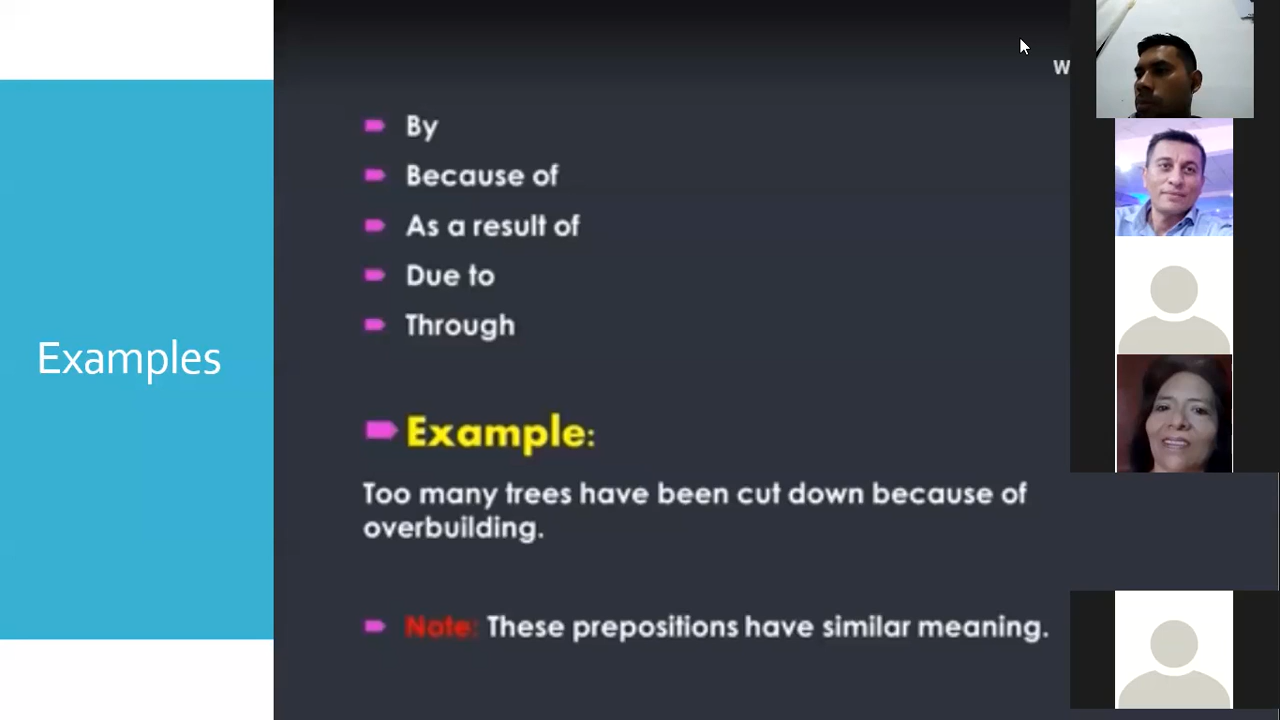 Examples
W
By
Because of
As a result of
Due to
Through
Example:
Too many trees have been cut down because of
overbuilding.
Note: These prepositions have similar meaning.